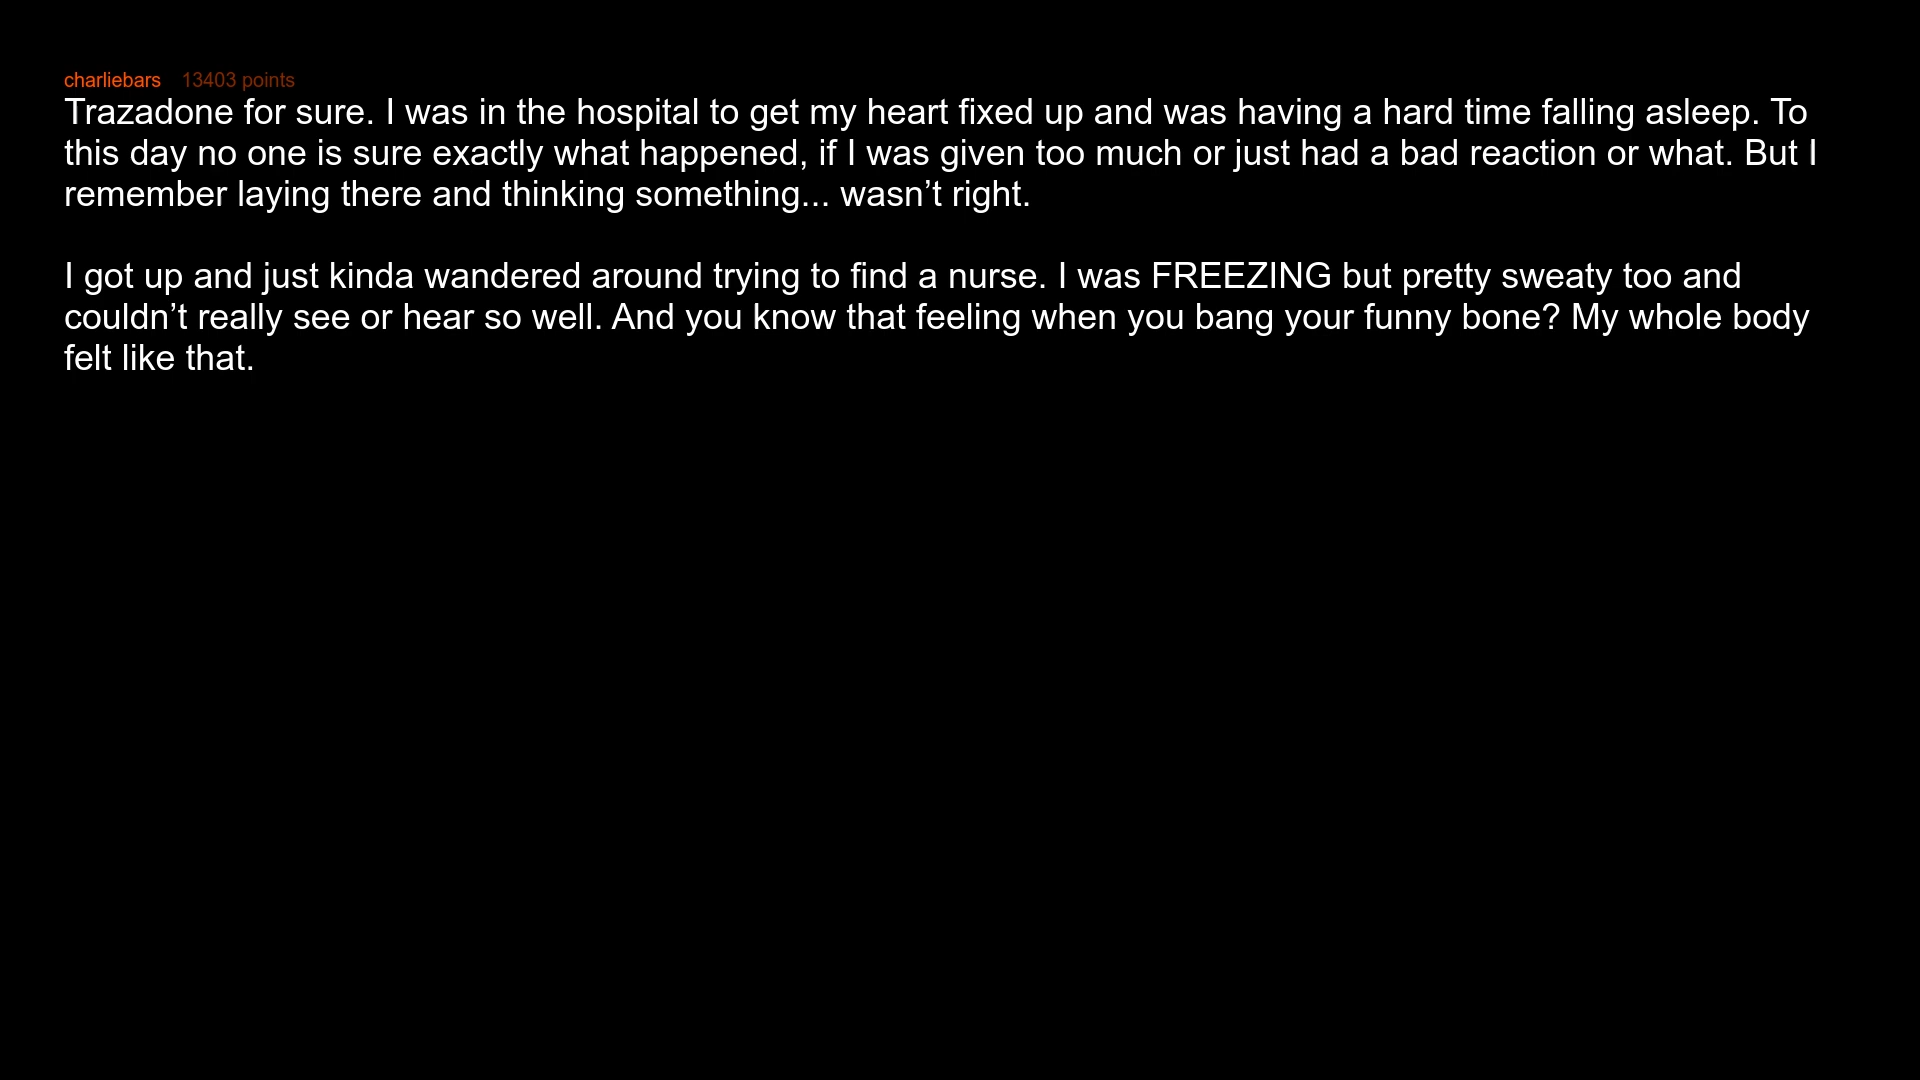 charliebars 13403 points
Trazadone for sure. I was in the hospital to get my heart fixed up and was having a hard time falling asleep. To
this day no one is sure exactly what happened, if I was given too much or just had a bad reaction or what. But I
remember laying there and thinking something... wasn’t right.
I got up and just kinda wandered around trying to find a nurse. I was FREEZING but pretty sweaty too and
couldn’t really see or hear so well. And you know that feeling when you bang your funny bone? My whole body
felt like that.